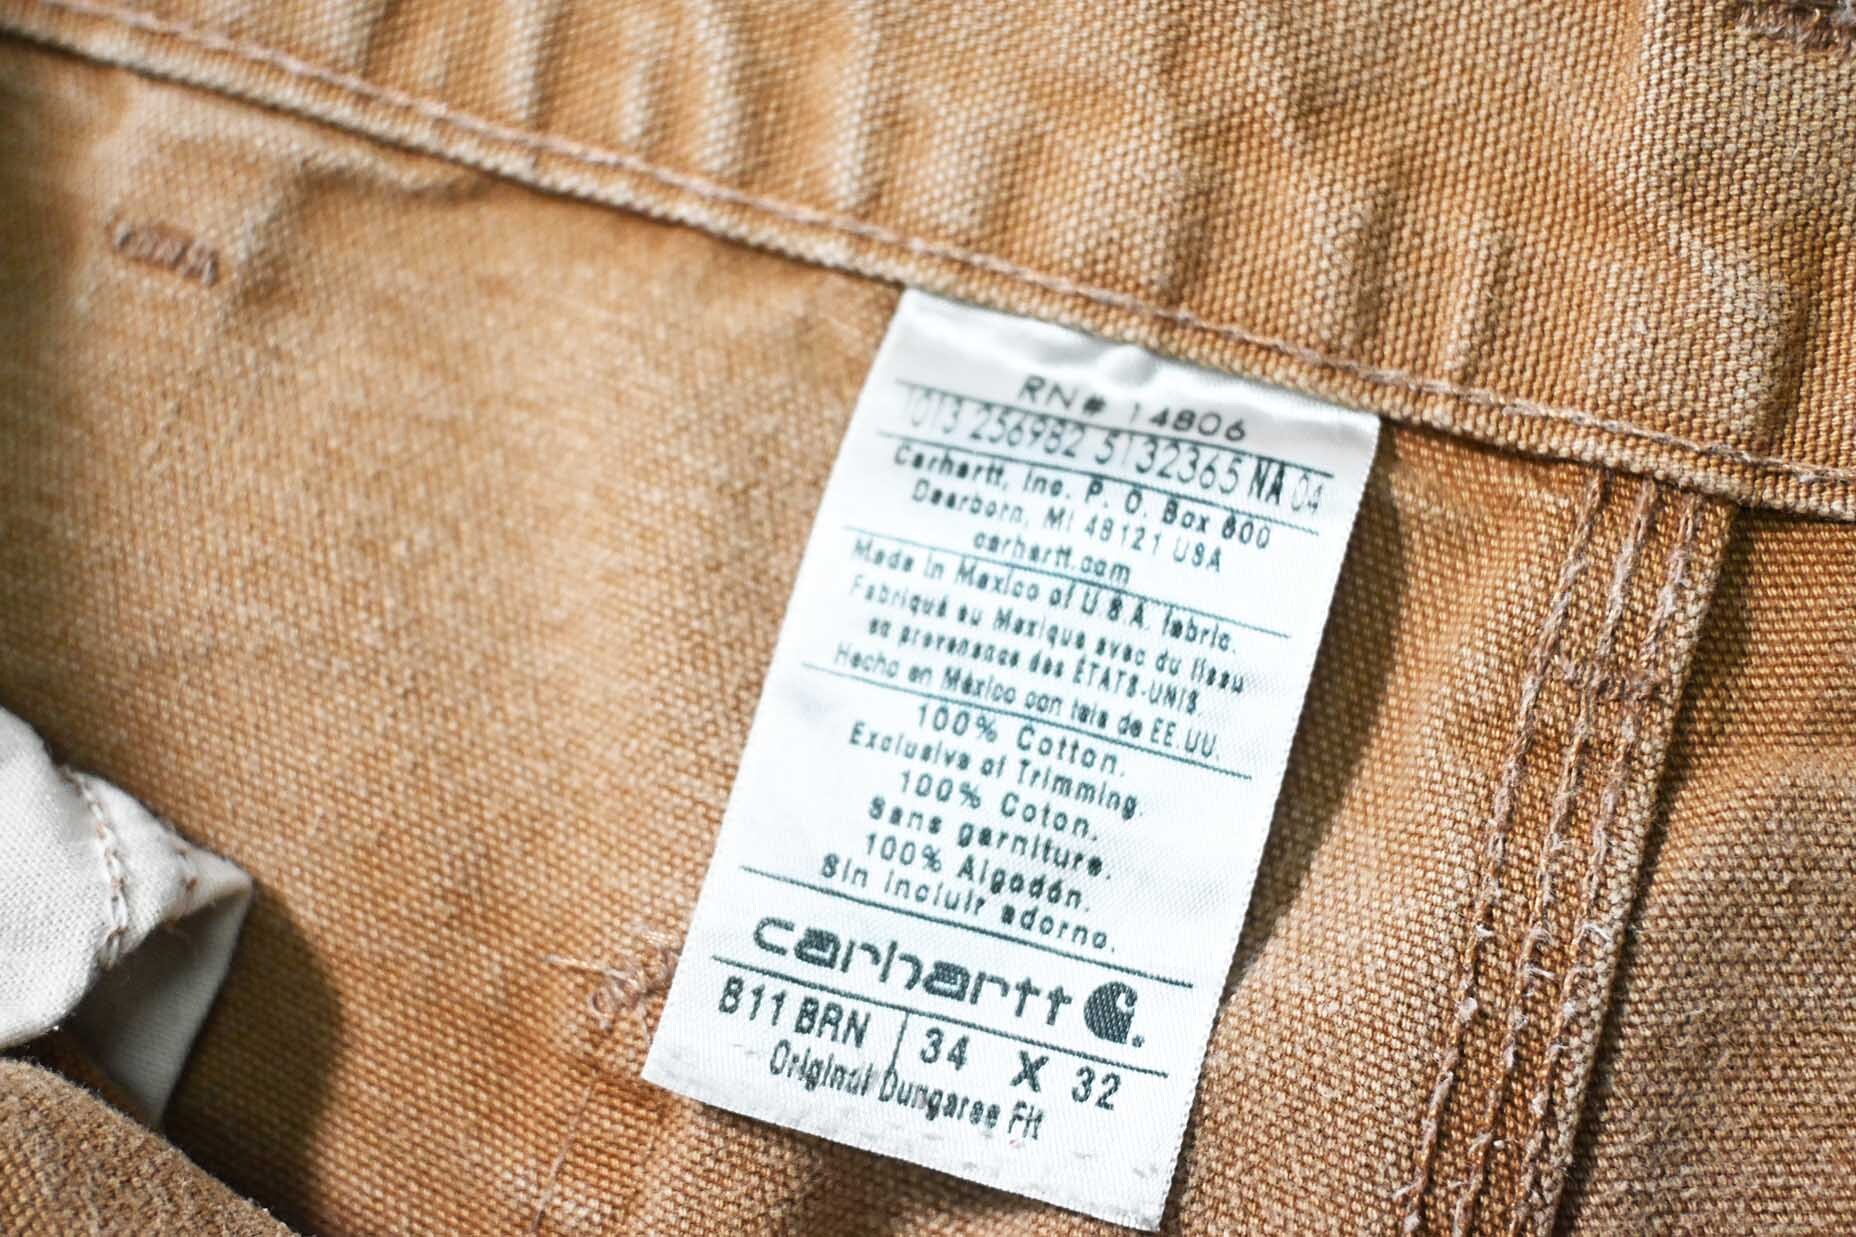 RN# 14806
013 256982 5132365 NA 04
Carhartt, Inc. P. O. Box 600
Dearborn, MI 48121 USA
carhartt.com
Made in Mexico of U.S.A. fabric.
Fabriqué au Mexique avec du tissu
en provenance des ÉTATS-UNIS.
Hecho en México con tela de EE.UU.
100% Cotton.
Exclusive of Trimming.
100% Coton.
Sans garniture.
100% Algodón.
Sin incluir adorno.
carhartt
B11 BRN 34 X 32
Original Dungaree Fit